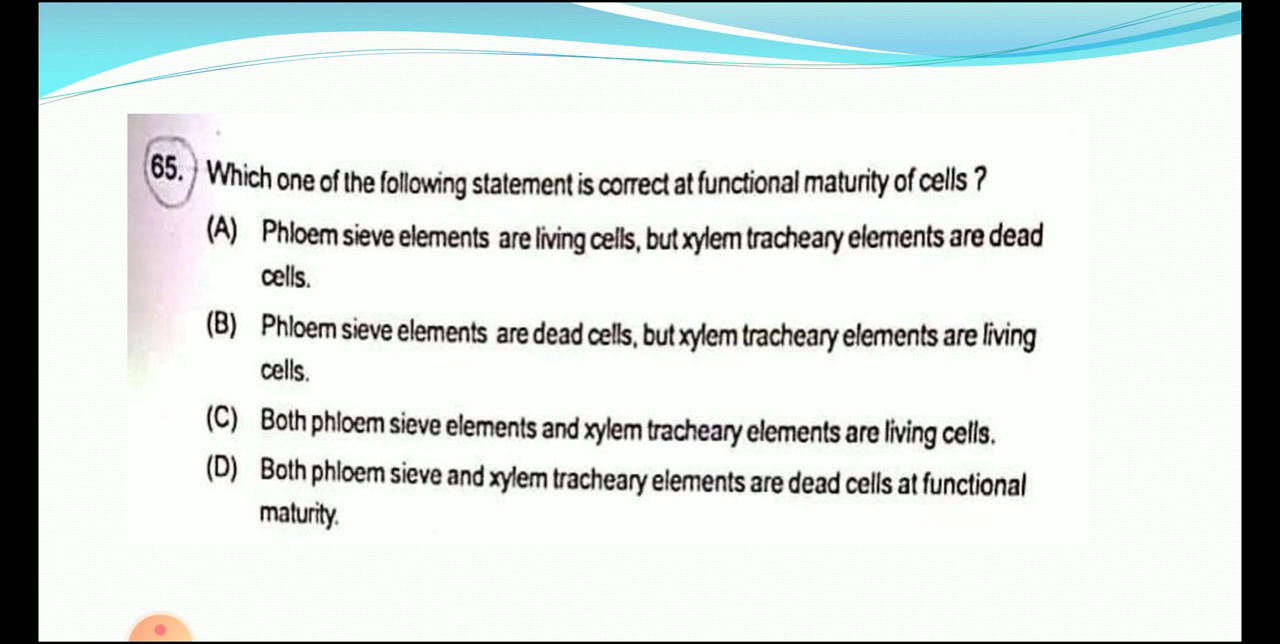 65. Which one of the following statement is correct at functional maturity of cells ?
(A) Phloem sieve elements are living cells, but xylem tracheary elements are dead
cells.
(B) Phloem sieve elements are dead cells, but xylem tracheary elements are living
cells.
(C) Both phloem sieve elements and xylem tracheary elements are living cells.
(D) Both phloem sieve and xylem tracheary elements are dead cells at functional
maturity.